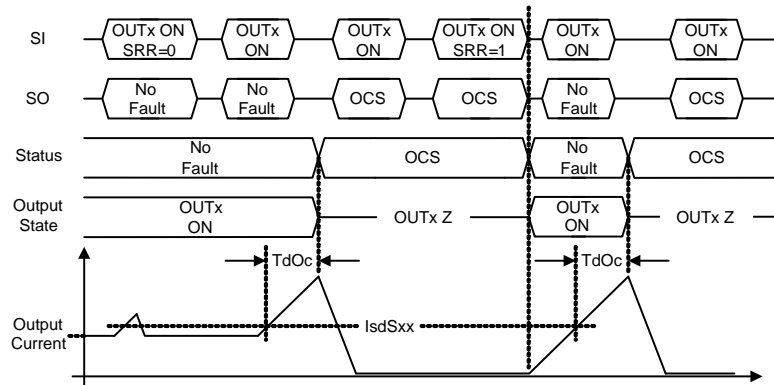 SI
OUTx ON
SRR=0
OUTx
ON
OUTx
ON
OUTx ON
SRR=1
OUTx
ON
OUTx
ON
SO
No
Fault
No
Fault
OCS
OCS
No
Fault
OCS
Status
No
Fault
OCS
No
Fault
OCS
Output
State
OUTx
ON
OUTx Z
OUTx
ON
OUTx Z
TdOc
TdOc
Output
Current
IsdSxx